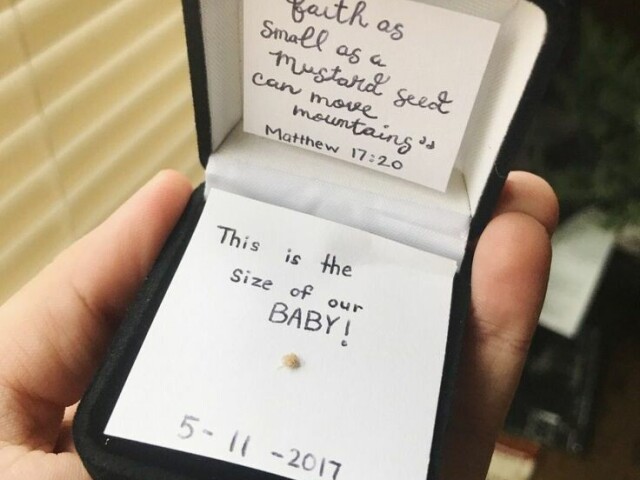 faith as
small as a
mustard seed
can move
mountains"
Matthew 17:20
This is the
size of our
BABY!
5-11-2017